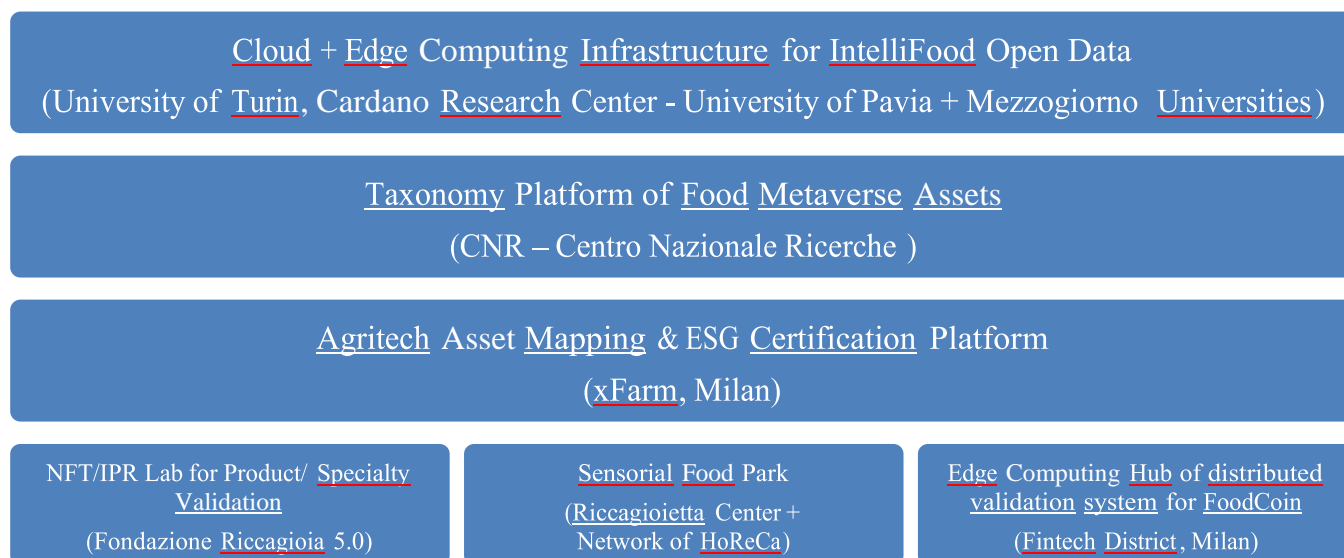 Cloud + Edge Computing Infrastructure for IntelliFood Open Data
(University of Turin, Cardano Research Center - University of Pavia + Mezzogiorno Universities)
Taxonomy Platform of Food Metaverse Assets
(CNR – Centro Nazionale Ricerche )
Agritech Asset Mapping & ESG Certification Platform
(xFarm, Milan)
NFT/IPR Lab for Product/ Specialty
Validation
(Fondazione Riccagioia 5.0)
Sensorial Food Park
(Riccagioietta Center +
Network of HoReCa)
Edge Computing Hub of distributed
validation system for FoodCoin
(Fintech District, Milan)